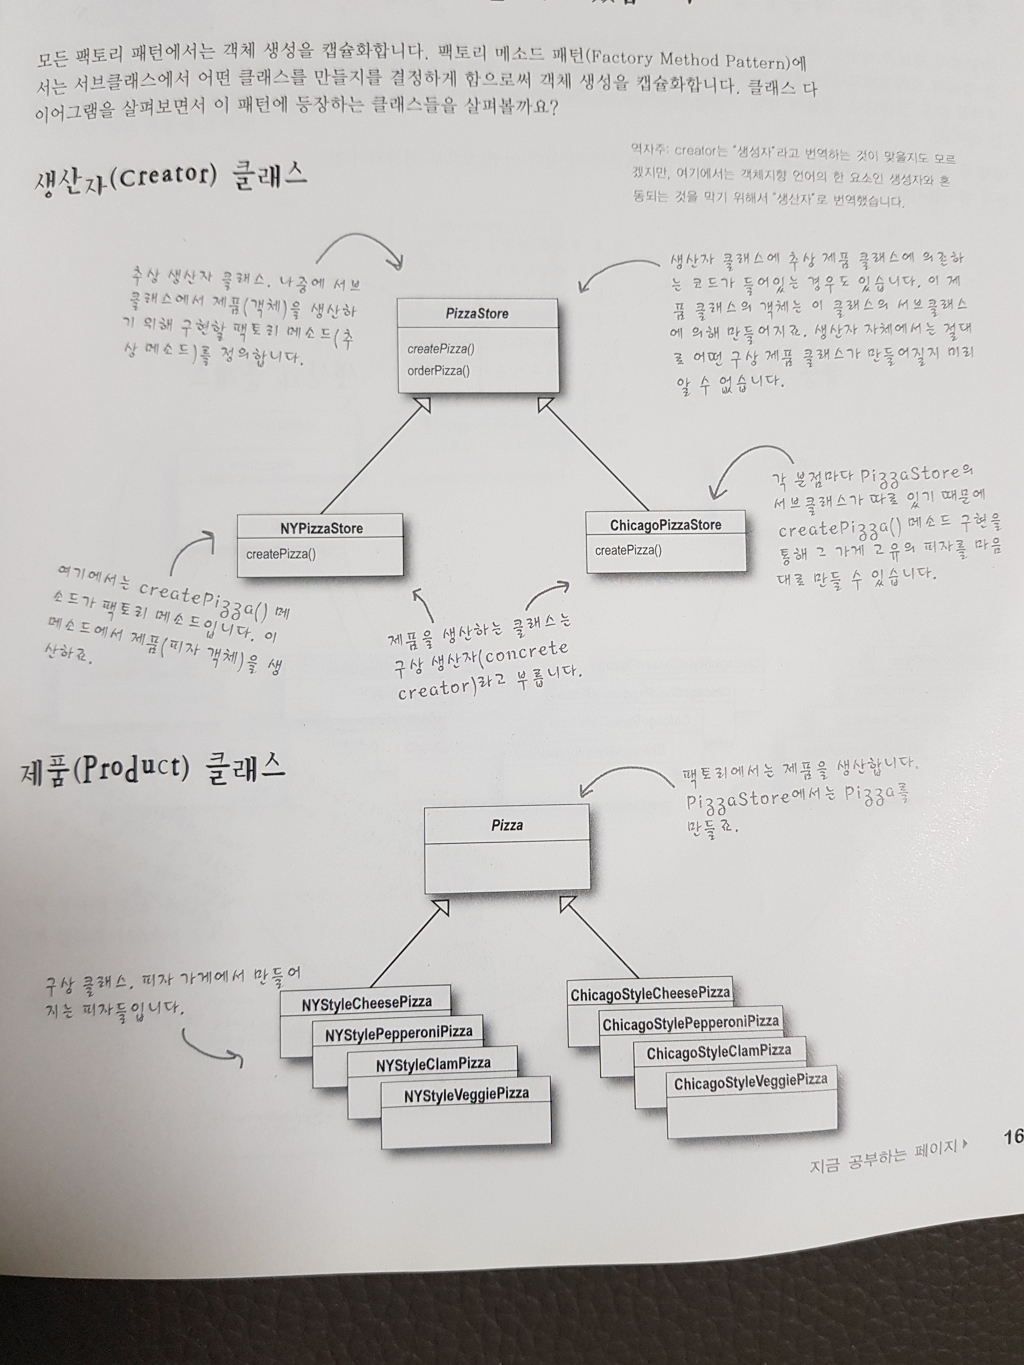 모든 팩토리 패턴에서는 객체 생성을 캡슐화합니다. 팩토리 메소드 패턴(Factory Method Pattern)에
서는 서브클래스에서 어떤 클래스를 만들지를 결정하게 함으로써 객체 생성을 캡슐화합니다. 클래스 다
이어그램을 살펴보면서 이 패턴에 등장하는 클래스들을 살펴볼까요?
역자주: creator는 “생성자”라고 번역하는 것이 맞을지도 모르
겠지만, 여기에서는 객체지향 언어의 한 요소인 생성자와 혼
동되는 것을 막기 위해서 “생산자”로 번역했습니다.
생산자(Creator) 클래스
추상 생산자 클래스. 나중에 서브
클래스에서 제품(객체)을 생산하
기 위해 구현할 팩토리 메소드(추
상 메소드)를 정의합니다.
생산자 클래스에 추상 제품 클래스에 의존하
는 코드가 들어있는 경우도 있습니다. 이 제
품 클래스의 객체는 이 클래스의 서브클래스
에 의해 만들어지죠. 생산자 자체에서는 절대
로 어떤 구상 제품 클래스가 만들어질지 미리
알 수 없습니다.
PizzaStore
createPizza()
orderPizza()
각 분점마다 PizzaStore의
서브클래스가 따로 있기 때문에
createPizza() 메소드 구현을
통해 그 가게 고유의 피자를 마음
대로 만들 수 있습니다.
NYPizzaStore
createPizza()
ChicagoPizzaStore
createPizza()
여기에서는 createPizza() 메
소드가 팩토리 메소드입니다. 이
메소드에서 제품(피자 객체)을 생
산하죠.
제품을 생산하는 클래스는
구상 생산자(concrete
creator)라고 부릅니다.
제품(Product) 클래스
팩토리에서는 제품을 생산합니다.
PizzaStore에서는 Pizza를
만들죠.
Pizza
구상 클래스. 피자 가게에서 만들어
지는 피자들입니다.
NYStyleCheesePizza
NYStylePepperoniPizza
NYStyleClamPizza
NYStyleVeggiePizza
ChicagoStyleCheesePizza
ChicagoStylePepperoniPizza
ChicagoStyleClamPizza
ChicagoStyleVeggiePizza
지금 공부하는 페이지
16